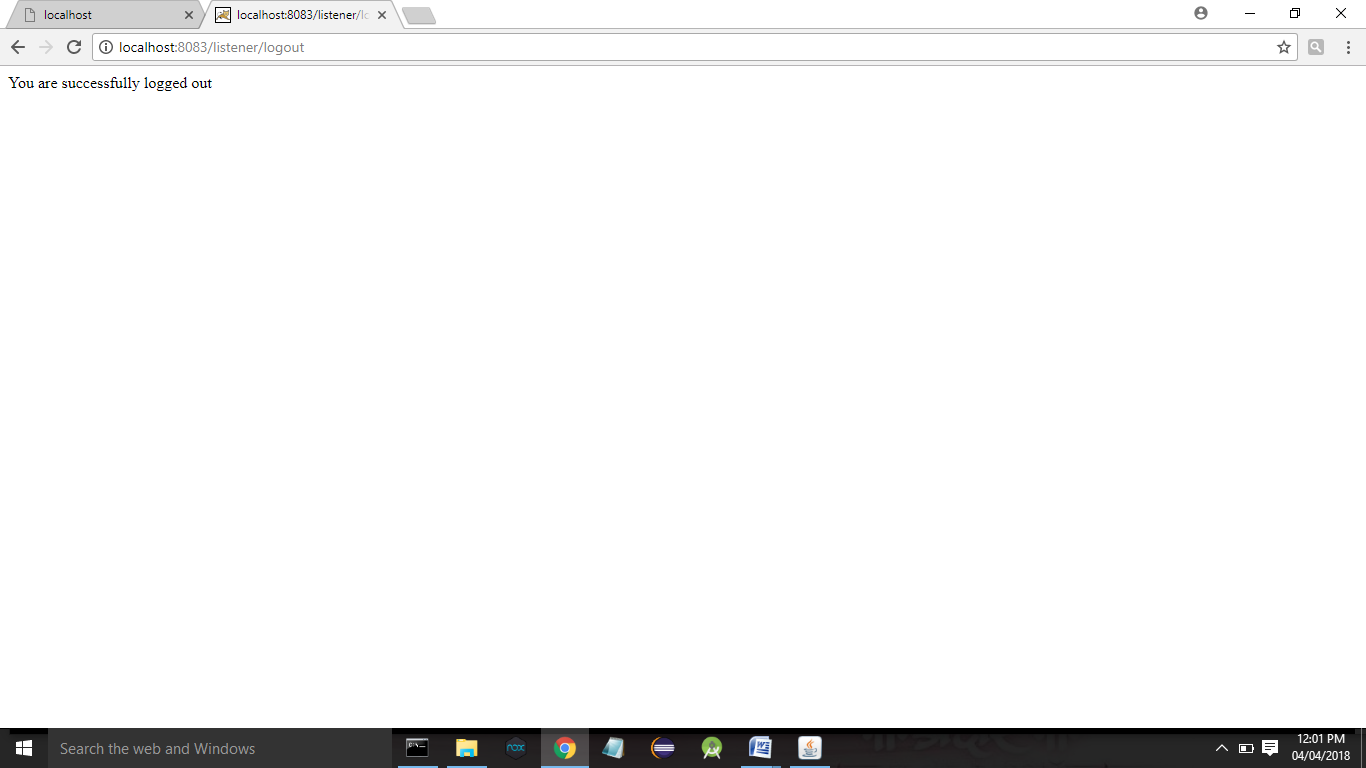 localhost
localhost:8083/listener/lo
localhost:8083/listener/logout
You are successfully logged out
Search the web and Windows
nox
W
12:01 PM
04/04/2018